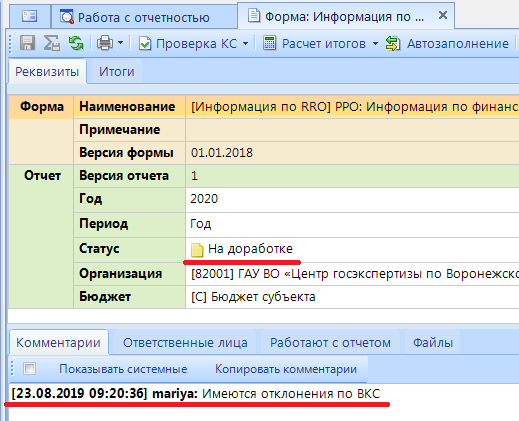 Работа с отчетностью
Форма: Информация по ...
Проверка КС
Расчет итогов
Автозаполнение
Реквизиты
Итоги
Форма
Наименование
[Информация по RRO] РРО: Информация по финанс
Примечание
Версия формы
01.01.2018
Отчет
Версия отчета
1
Год
2020
Период
Год
Статус
На доработке
Организация
[82001] ГАУ ВО «Центр госэкспертизы по Воронежско
Бюджет
[С] Бюджет субъекта
Комментарии
Ответственные лица
Работают с отчетом
Файлы
Показывать системные
Копировать комментарии
[23.08.2019 09:20:36] mariya: Имеются отклонения по ВКС